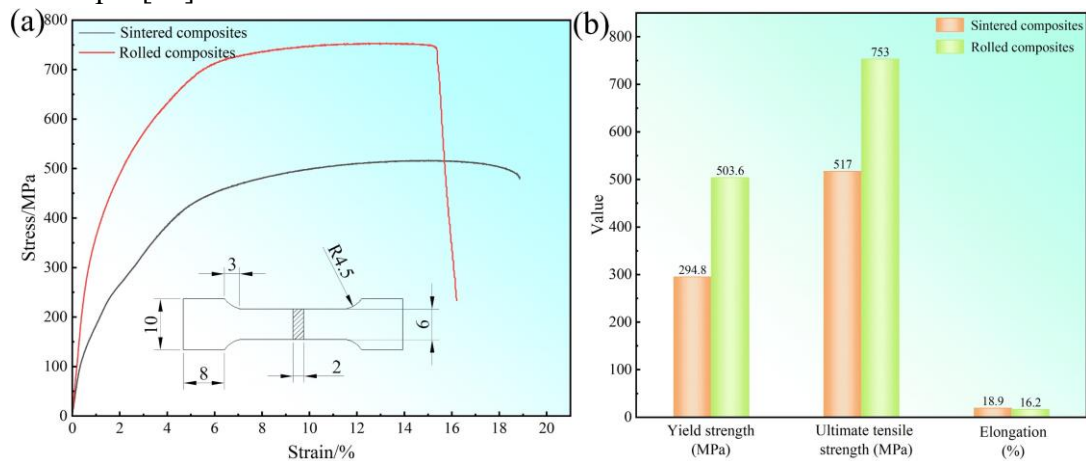 (a)
800
700
600
500
400
300
200
100
0
Stress/MPa
Sintered composites
Rolled composites
3
R4.5
10
6
8
2
0 2 4 6 8 10 12 14 16 18 20
Strain/%
(b)
800
700
600
500
400
300
200
100
0
Value
Sintered composites
Rolled composites
294.8
503.6
517
753
18.9
16.2
Yield strength
(MPa)
Ultimate tensile
strength (MPa)
Elongation
(%)